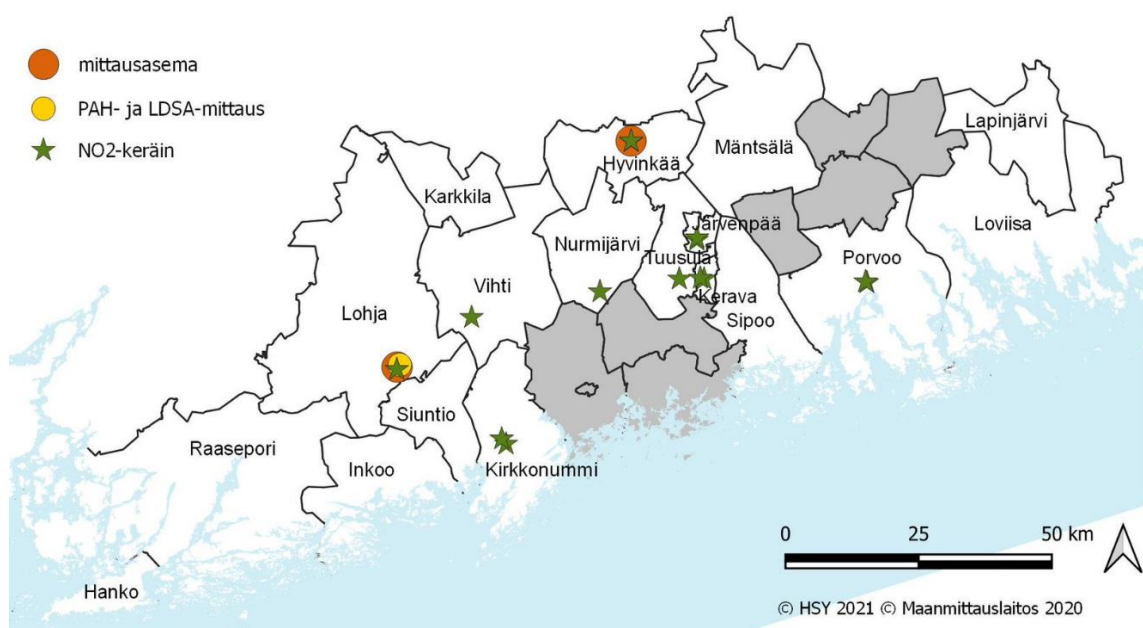 mittausasema
PAH- ja LDSA-mittaus
NO2-keräin
Lapinjärvi
Mäntsälä
Hyvinkää
Karkkila
Järvenpää
Loviisa
Nurmijärvi
Tuusula
Porvoo
Vihti
Kerava
Lohja
Sipoo
Siuntio
Raasepori
Inkoo
Kirkkonummi
Hanko
0 25 50 km
© HSY 2021 © Maanmittauslaitos 2020